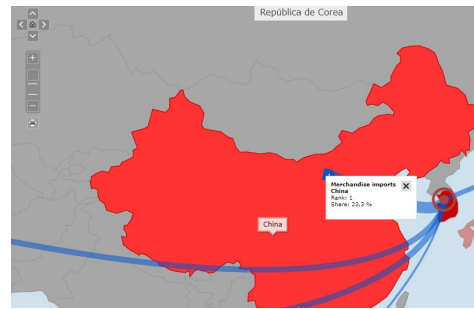 República de Corea
Merchandise imports
China
Rank: 1
Share: 23.3 %
China